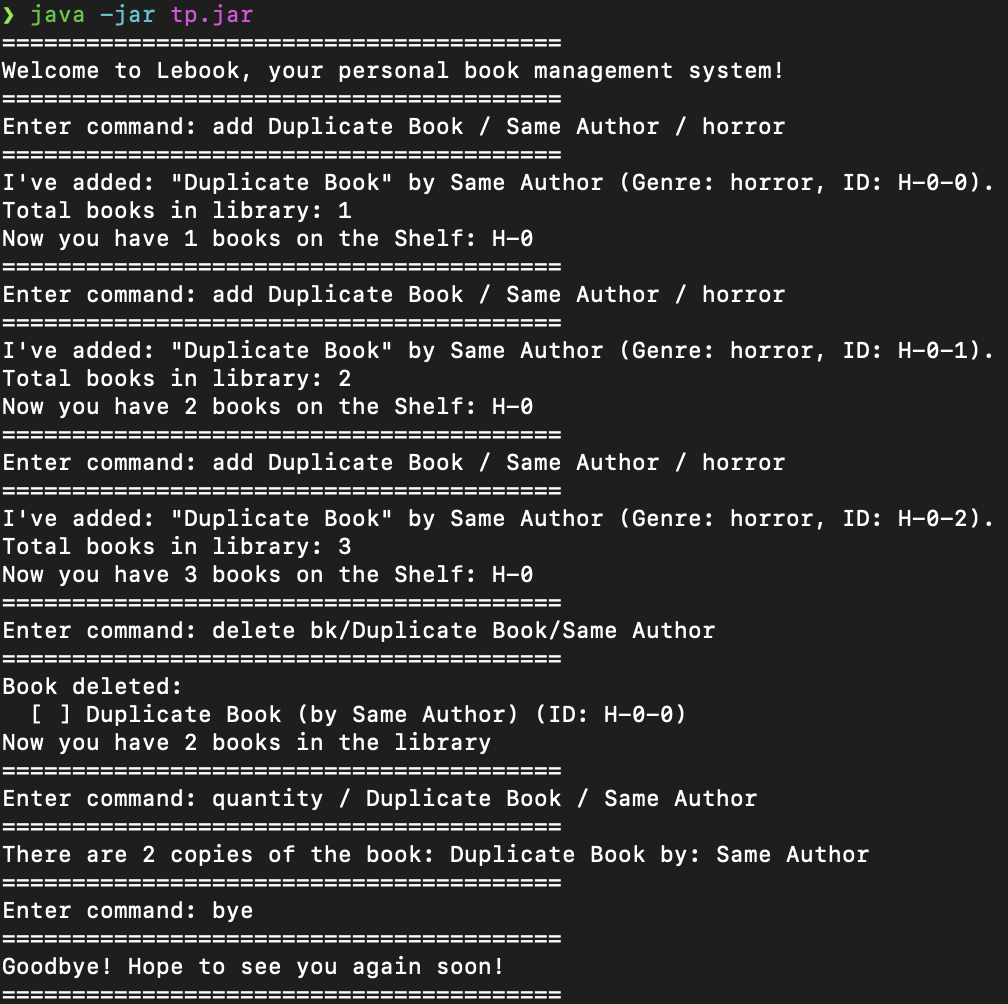 ❯ java -jar tp.jar
========================================
Welcome to Lebook, your personal book management system!
========================================
Enter command: add Duplicate Book / Same Author / horror
========================================
I've added: "Duplicate Book" by Same Author (Genre: horror, ID: H-0-0).
Total books in library: 1
Now you have 1 books on the Shelf: H-0
========================================
Enter command: add Duplicate Book / Same Author / horror
========================================
I've added: "Duplicate Book" by Same Author (Genre: horror, ID: H-0-1).
Total books in library: 2
Now you have 2 books on the Shelf: H-0
========================================
Enter command: add Duplicate Book / Same Author / horror
========================================
I've added: "Duplicate Book" by Same Author (Genre: horror, ID: H-0-2).
Total books in library: 3
Now you have 3 books on the Shelf: H-0
========================================
Enter command: delete bk/Duplicate Book/Same Author
========================================
Book deleted:
  [ ] Duplicate Book (by Same Author) (ID: H-0-0)
Now you have 2 books in the library
========================================
Enter command: quantity / Duplicate Book / Same Author
========================================
There are 2 copies of the book: Duplicate Book by: Same Author
========================================
Enter command: bye
========================================
Goodbye! Hope to see you again soon!
========================================